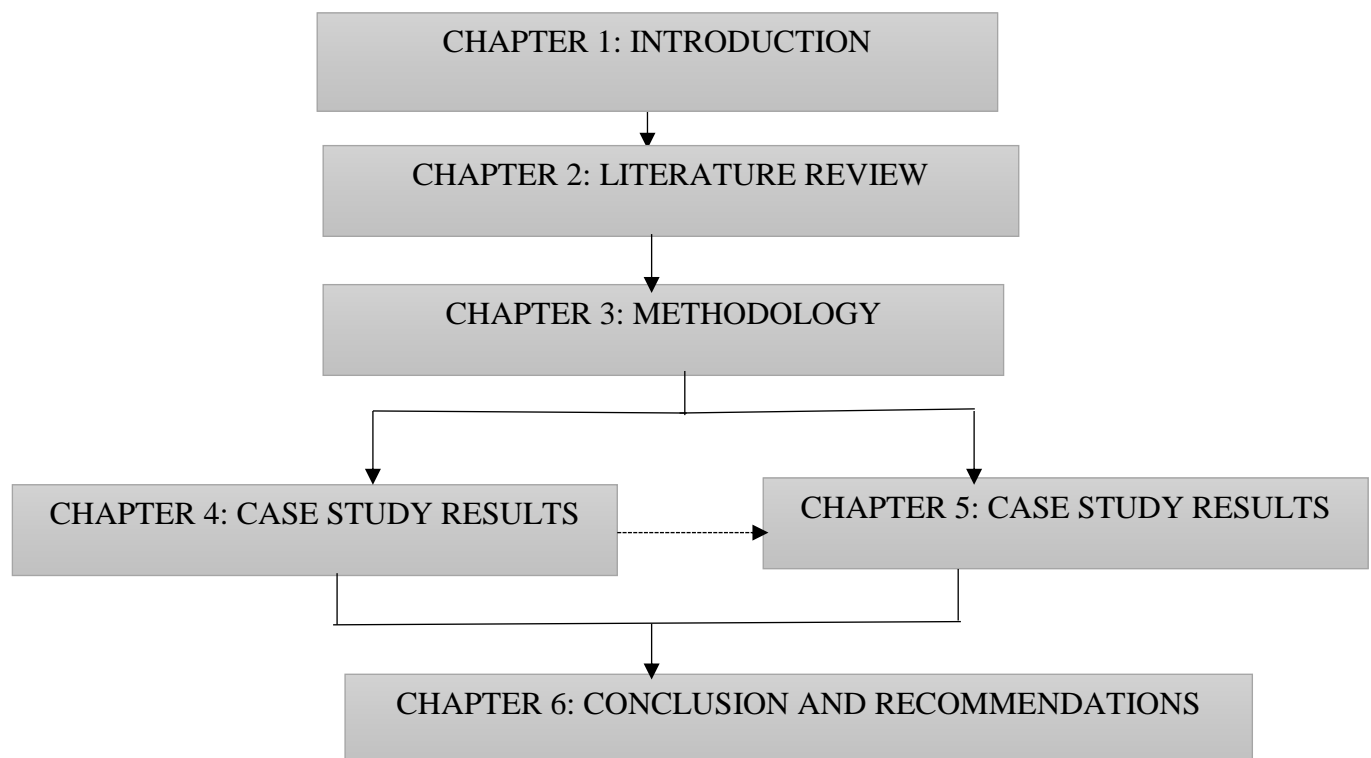 CHAPTER 1: INTRODUCTION
CHAPTER 2: LITERATURE REVIEW
CHAPTER 3: METHODOLOGY
CHAPTER 4: CASE STUDY RESULTS
CHAPTER 5: CASE STUDY RESULTS
CHAPTER 6: CONCLUSION AND RECOMMENDATIONS